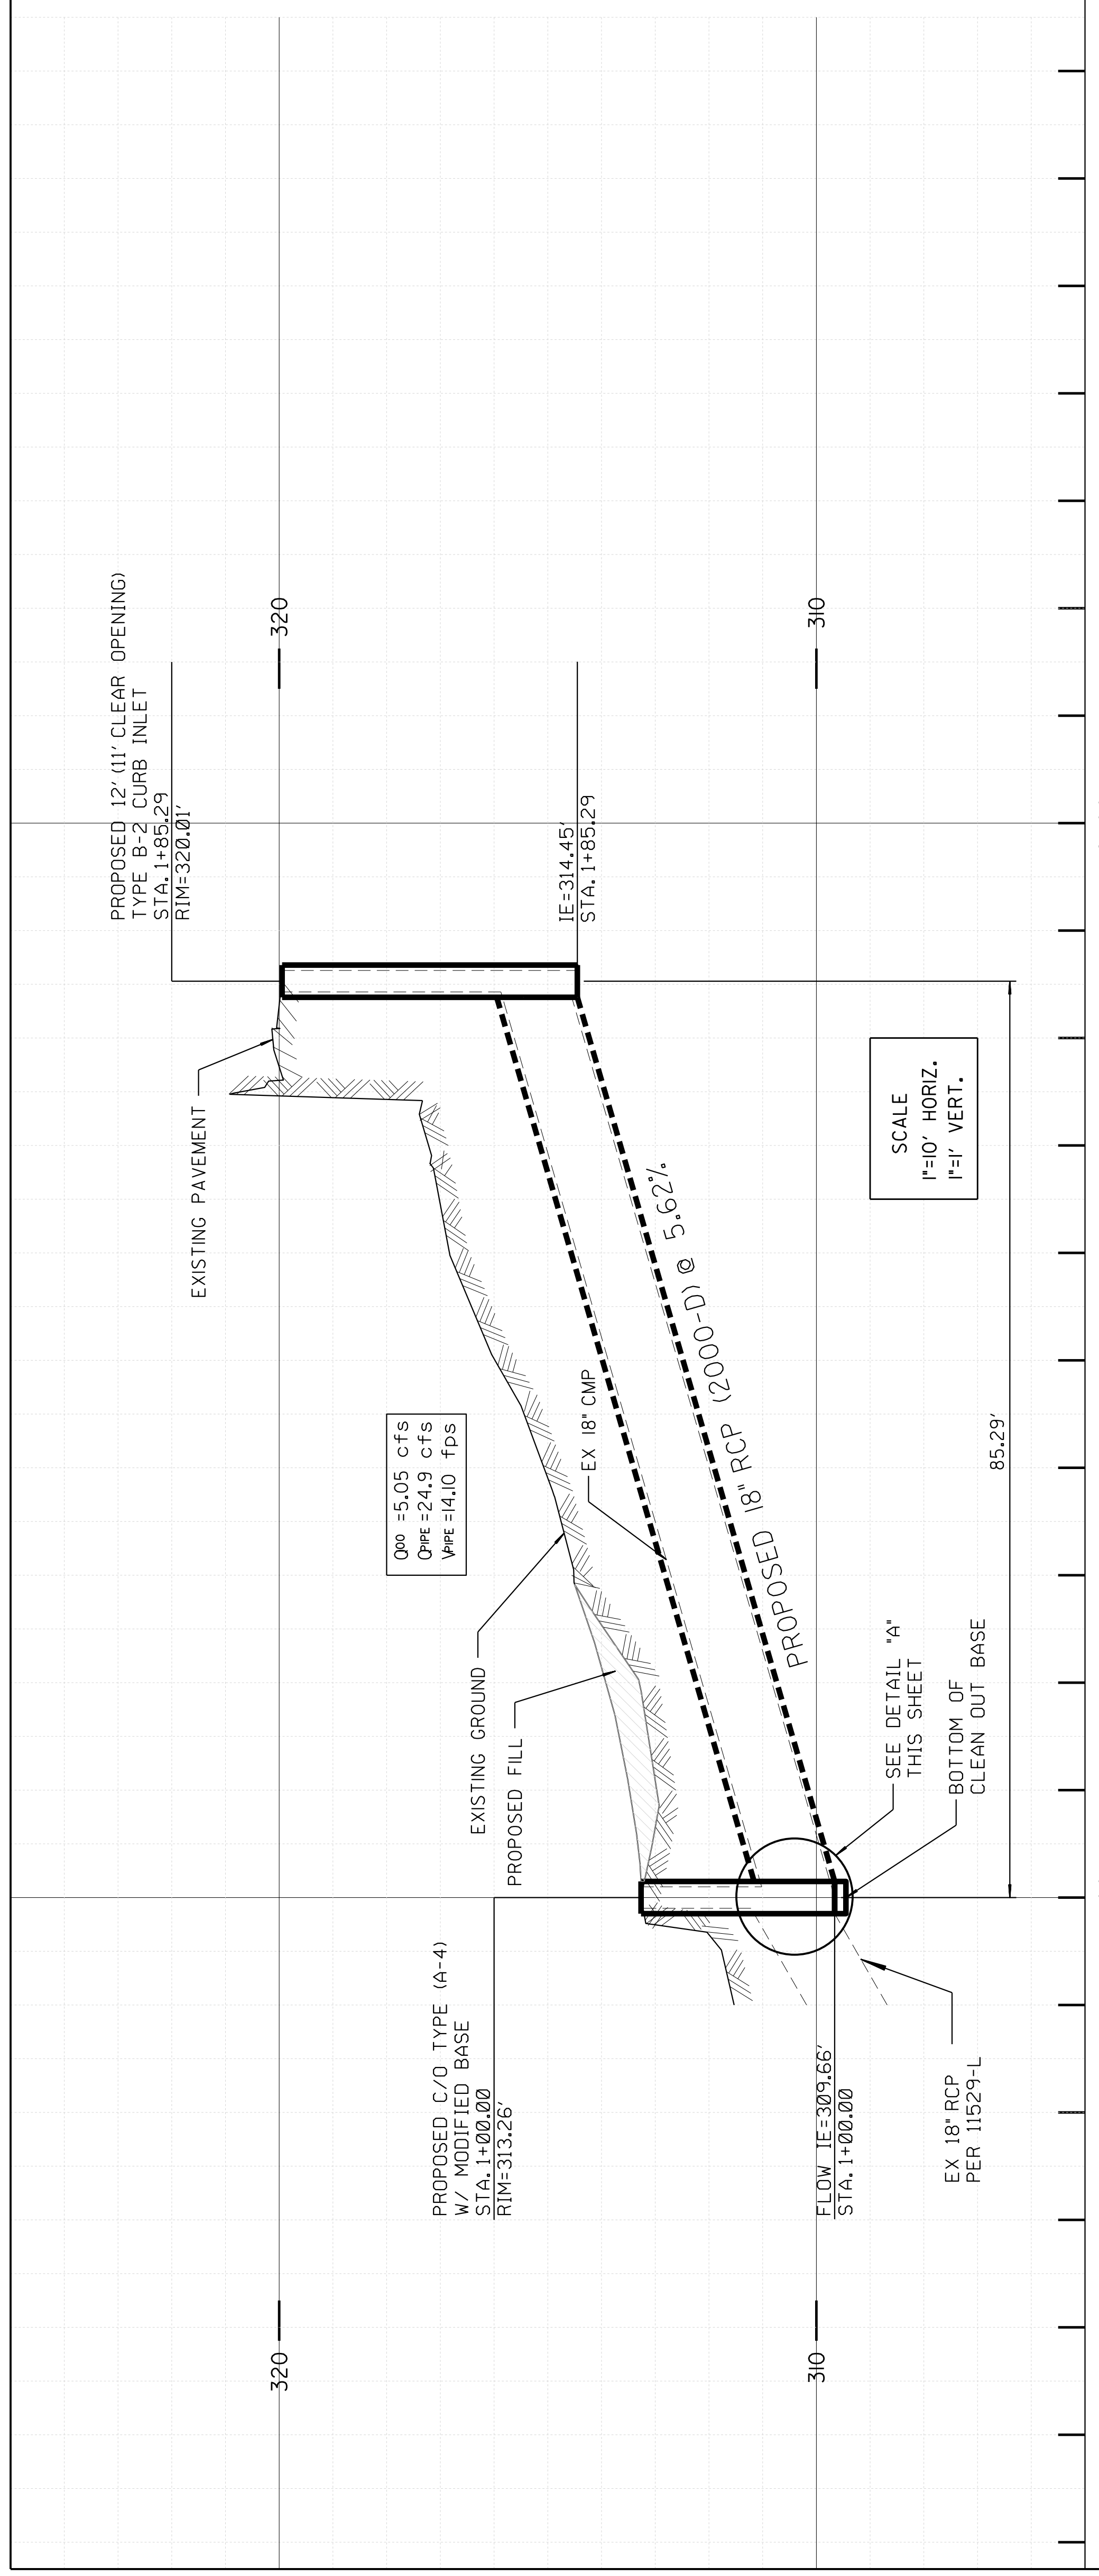 PROPOSED 12' (11' CLEAR OPENING)
TYPE B-2 CURB INLET
STA. 1+85.29
RIM=320.01'
320
310
IE=314.45'
STA. 1+85.29
EXISTING PAVEMENT
SCALE
1"=10' HORIZ.
1"=1' VERT.
Q100 =5.05 cfs
QPIPE =24.9 cfs
VPIPE =14.10 fps
EX 18" CMP
PROPOSED 18" RCP (2000-D) @ 5.62%
85.29'
EXISTING GROUND
PROPOSED FILL
SEE DETAIL "A"
THIS SHEET
BOTTOM OF
CLEAN OUT BASE
PROPOSED C/O TYPE (A-4)
W/ MODIFIED BASE
STA. 1+00.00
RIM=313.26'
FLOW IE=309.66'
STA. 1+00.00
EX 18" RCP
PER 11529-L
320
310